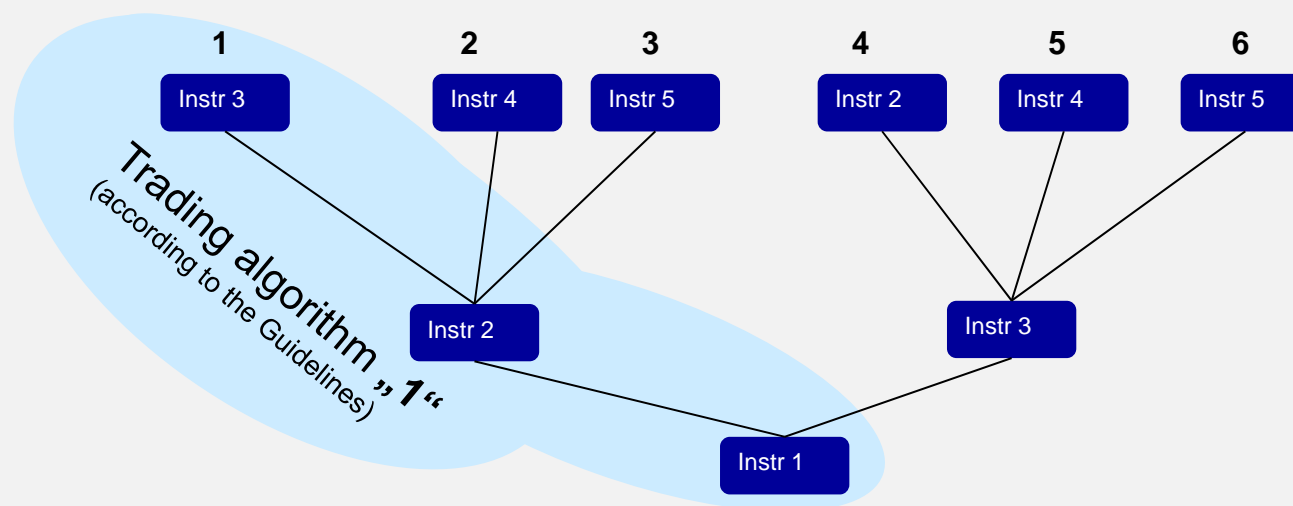 1 2 3 4 5 6
Instr 3 Instr 4 Instr 5 Instr 2 Instr 4 Instr 5
Trading algorithm „1“
(according to the Guidelines)
Instr 2 Instr 3
Instr 1